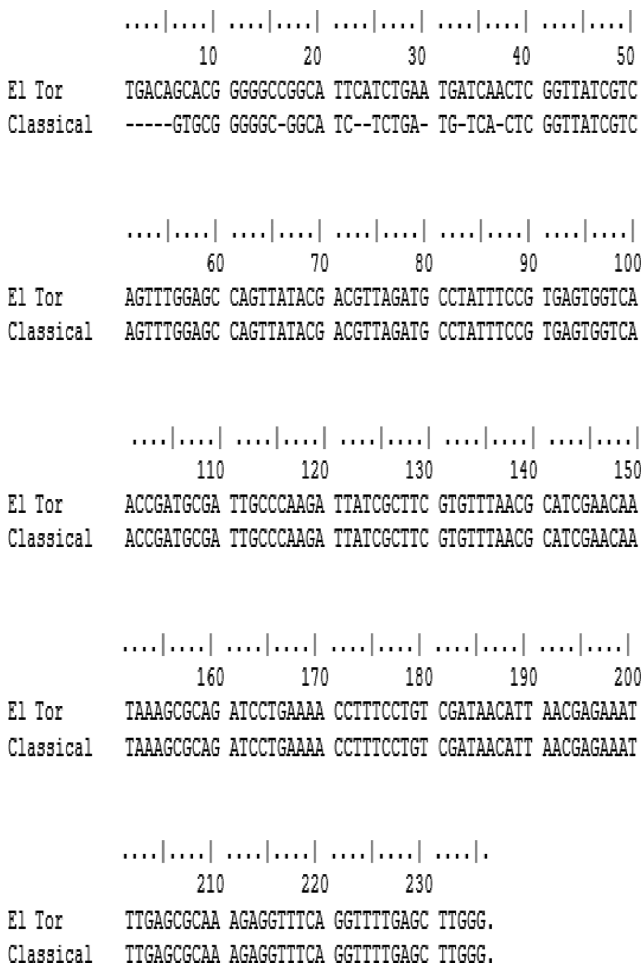 ....|....| ....|....| ....|....| ....|....| ....|....|
10 20 30 40 50
El Tor TGACAGCACG GGGGCCGGCA TTCATCTGAA TGATCAACTC GGTTATCGTC
Classical -----GTGCG GGGGC-GGCA TC--TCTGA- TG-TCA-CTC GGTTATCGTC
....|....| ....|....| ....|....| ....|....| ....|....|
60 70 80 90 100
El Tor AGTTTGGAGC CAGTTATACG ACGTTAGATG CCTATTTCCG TGAGTGGTCA
Classical AGTTTGGAGC CAGTTATACG ACGTTAGATG CCTATTTCCG TGAGTGGTCA
....|....| ....|....| ....|....| ....|....| ....|....|
110 120 130 140 150
El Tor ACCGATGCGA TTGCCCAAGA TTATCGCTTC GTGTTTAACG CATCGAACAA
Classical ACCGATGCGA TTGCCCAAGA TTATCGCTTC GTGTTTAACG CATCGAACAA
....|....| ....|....| ....|....| ....|....| ....|....|
160 170 180 190 200
El Tor TAAAGCGCAG ATCCTGAAAA CCTTTCCTGT CGATAACATT AACGAGAAAT
Classical TAAAGCGCAG ATCCTGAAAA CCTTTCCTGT CGATAACATT AACGAGAAAT
....|....| ....|....| ....|....| ....|.
210 220 230
El Tor TTGAGCGCAA AGAGGTTTCA GGTTTTGAGC TTGGG.
Classical TTGAGCGCAA AGAGGTTTCA GGTTTTGAGC TTGGG.